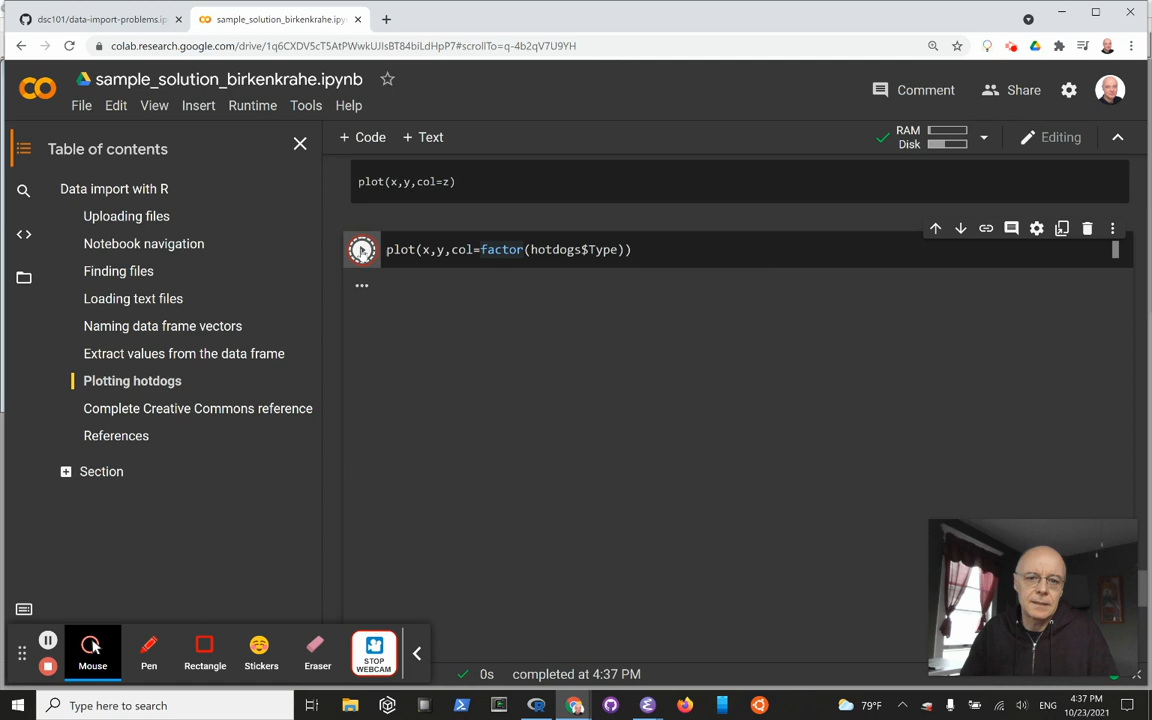 dsc101/data-import-problems.ip
sample_solution_birkenkrahe.ipyn
colab.research.google.com/drive/1q6CXDV5cT5AtPWwkUJIsBT84biLdHpP7#scrollTo=q-4b2qV7U9YH
sample_solution_birkenkrahe.ipynb
Comment
Share
File Edit View Insert Runtime Tools Help
Table of contents
+ Code + Text
RAM
Disk
Editing
Data import with R
Uploading files
Notebook navigation
Finding files
Loading text files
Naming data frame vectors
Extract values from the data frame
Plotting hotdogs
Complete Creative Commons reference
References
Section
plot(x,y,col=z)
plot(x,y,col=factor(hotdogs$Type))
Mouse
Pen
Rectangle
Stickers
Eraser
STOP
WEBCAM
0s completed at 4:37 PM
Type here to search
79°F
4:37 PM
10/23/2021